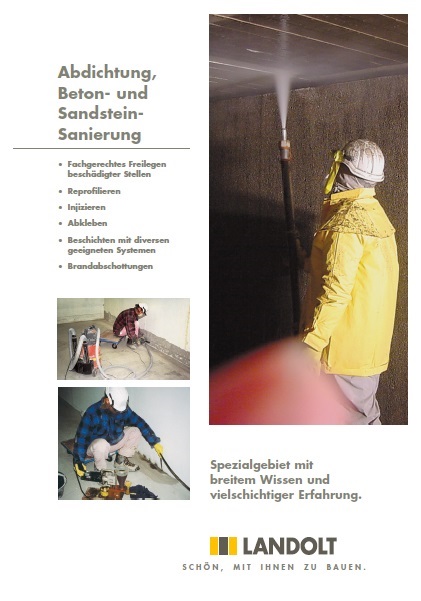 Abdichtung,
Beton- und
Sandstein-
Sanierung
▪ Fachgerechtes Freilegen
beschädigter Stellen
▪ Reprofilieren
▪ Injizieren
▪ Abkleben
▪ Beschichten mit diversen
geeigneten Systemen
▪ Brandabschottungen
Spezialgebiet mit
breitem Wissen und
vielschichtiger Erfahrung.
LANDOLT
SCHÖN, MIT IHNEN ZU BAUEN.